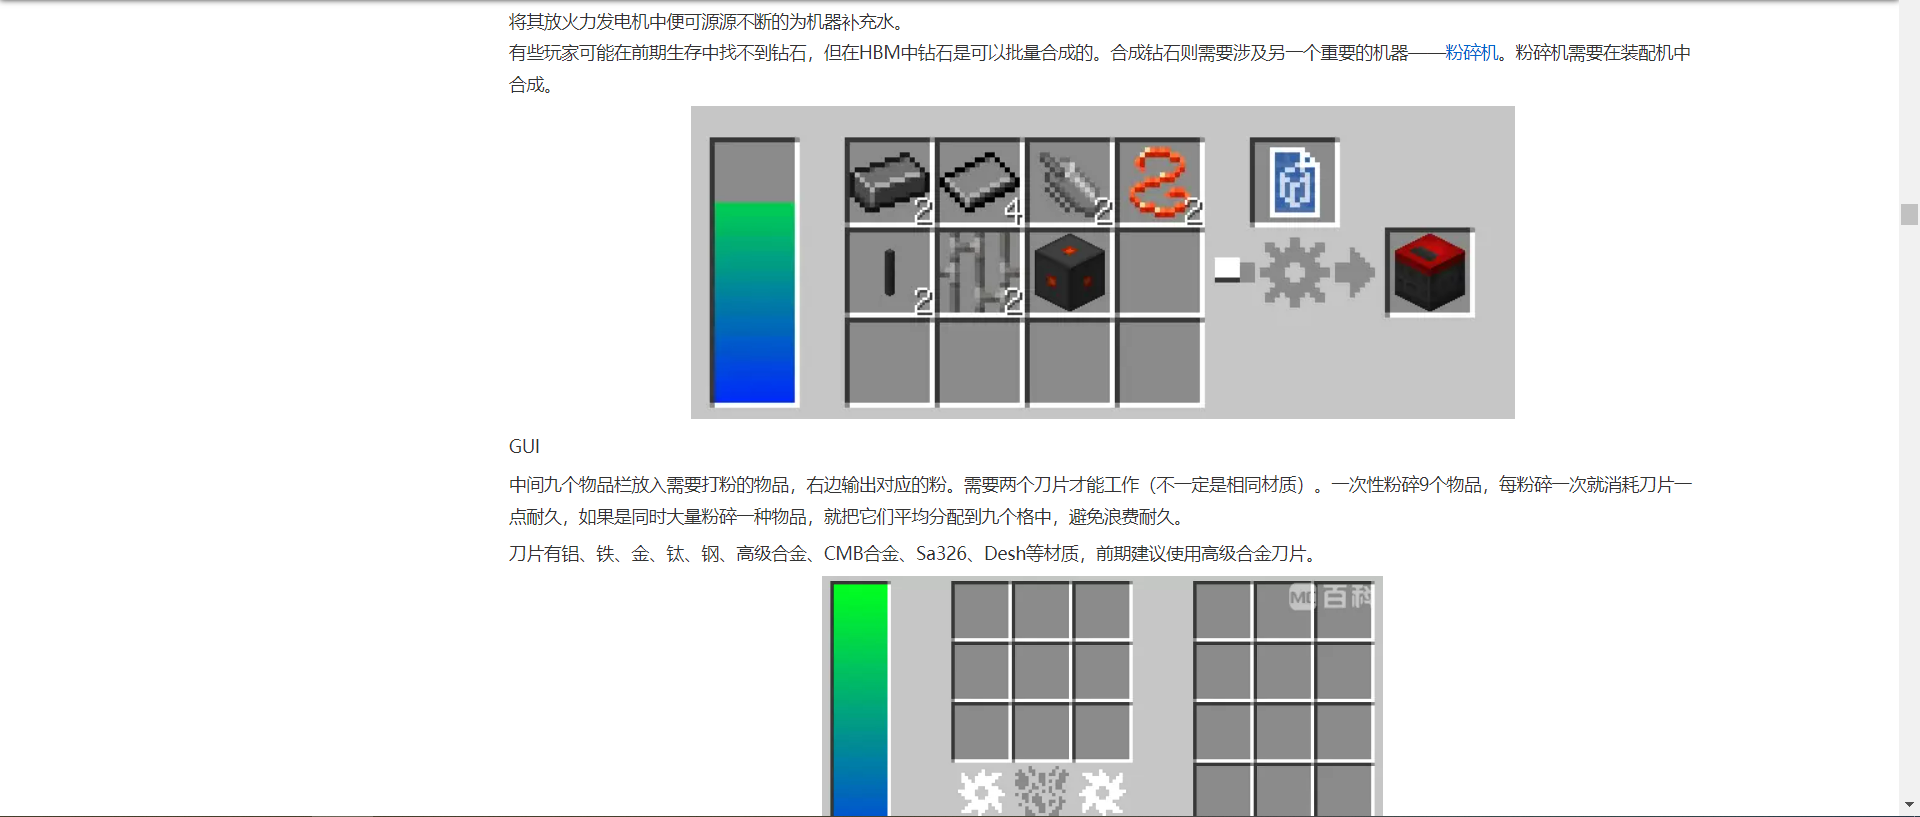 将其放火力发电机中便可源源不断的为机器补充水。
有些玩家可能在前期生存中找不到钻石，但在HBM中钻石是可以批量合成的。合成钻石则需要涉及另一个重要的机器——粉碎机。粉碎机需要在装配机中
合成。
2
4
2
2
2
2
GUI
中间九个物品栏放入需要打粉的物品，右边输出对应的粉。需要两个刀片才能工作（不一定是相同材质）。一次性粉碎9个物品，每粉碎一次就消耗刀片一
点耐久，如果是同时大量粉碎一种物品，就把它们平均分配到九个格中，避免浪费耐久。
刀片有铝、铁、金、钛、钢、高级合金、CMB合金、Sa326、Desh等材质，前期建议使用高级合金刀片。
MC百科